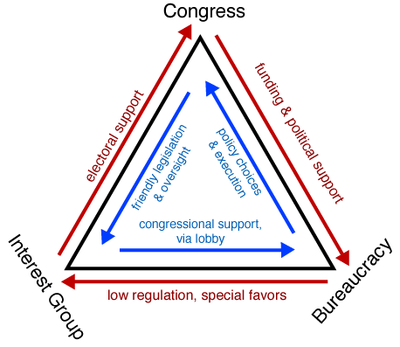 Congress
electoral support
funding & political support
friendly legislation
& oversight
policy choices
& execution
congressional support,
via lobby
Interest Group
Bureaucracy
low regulation, special favors